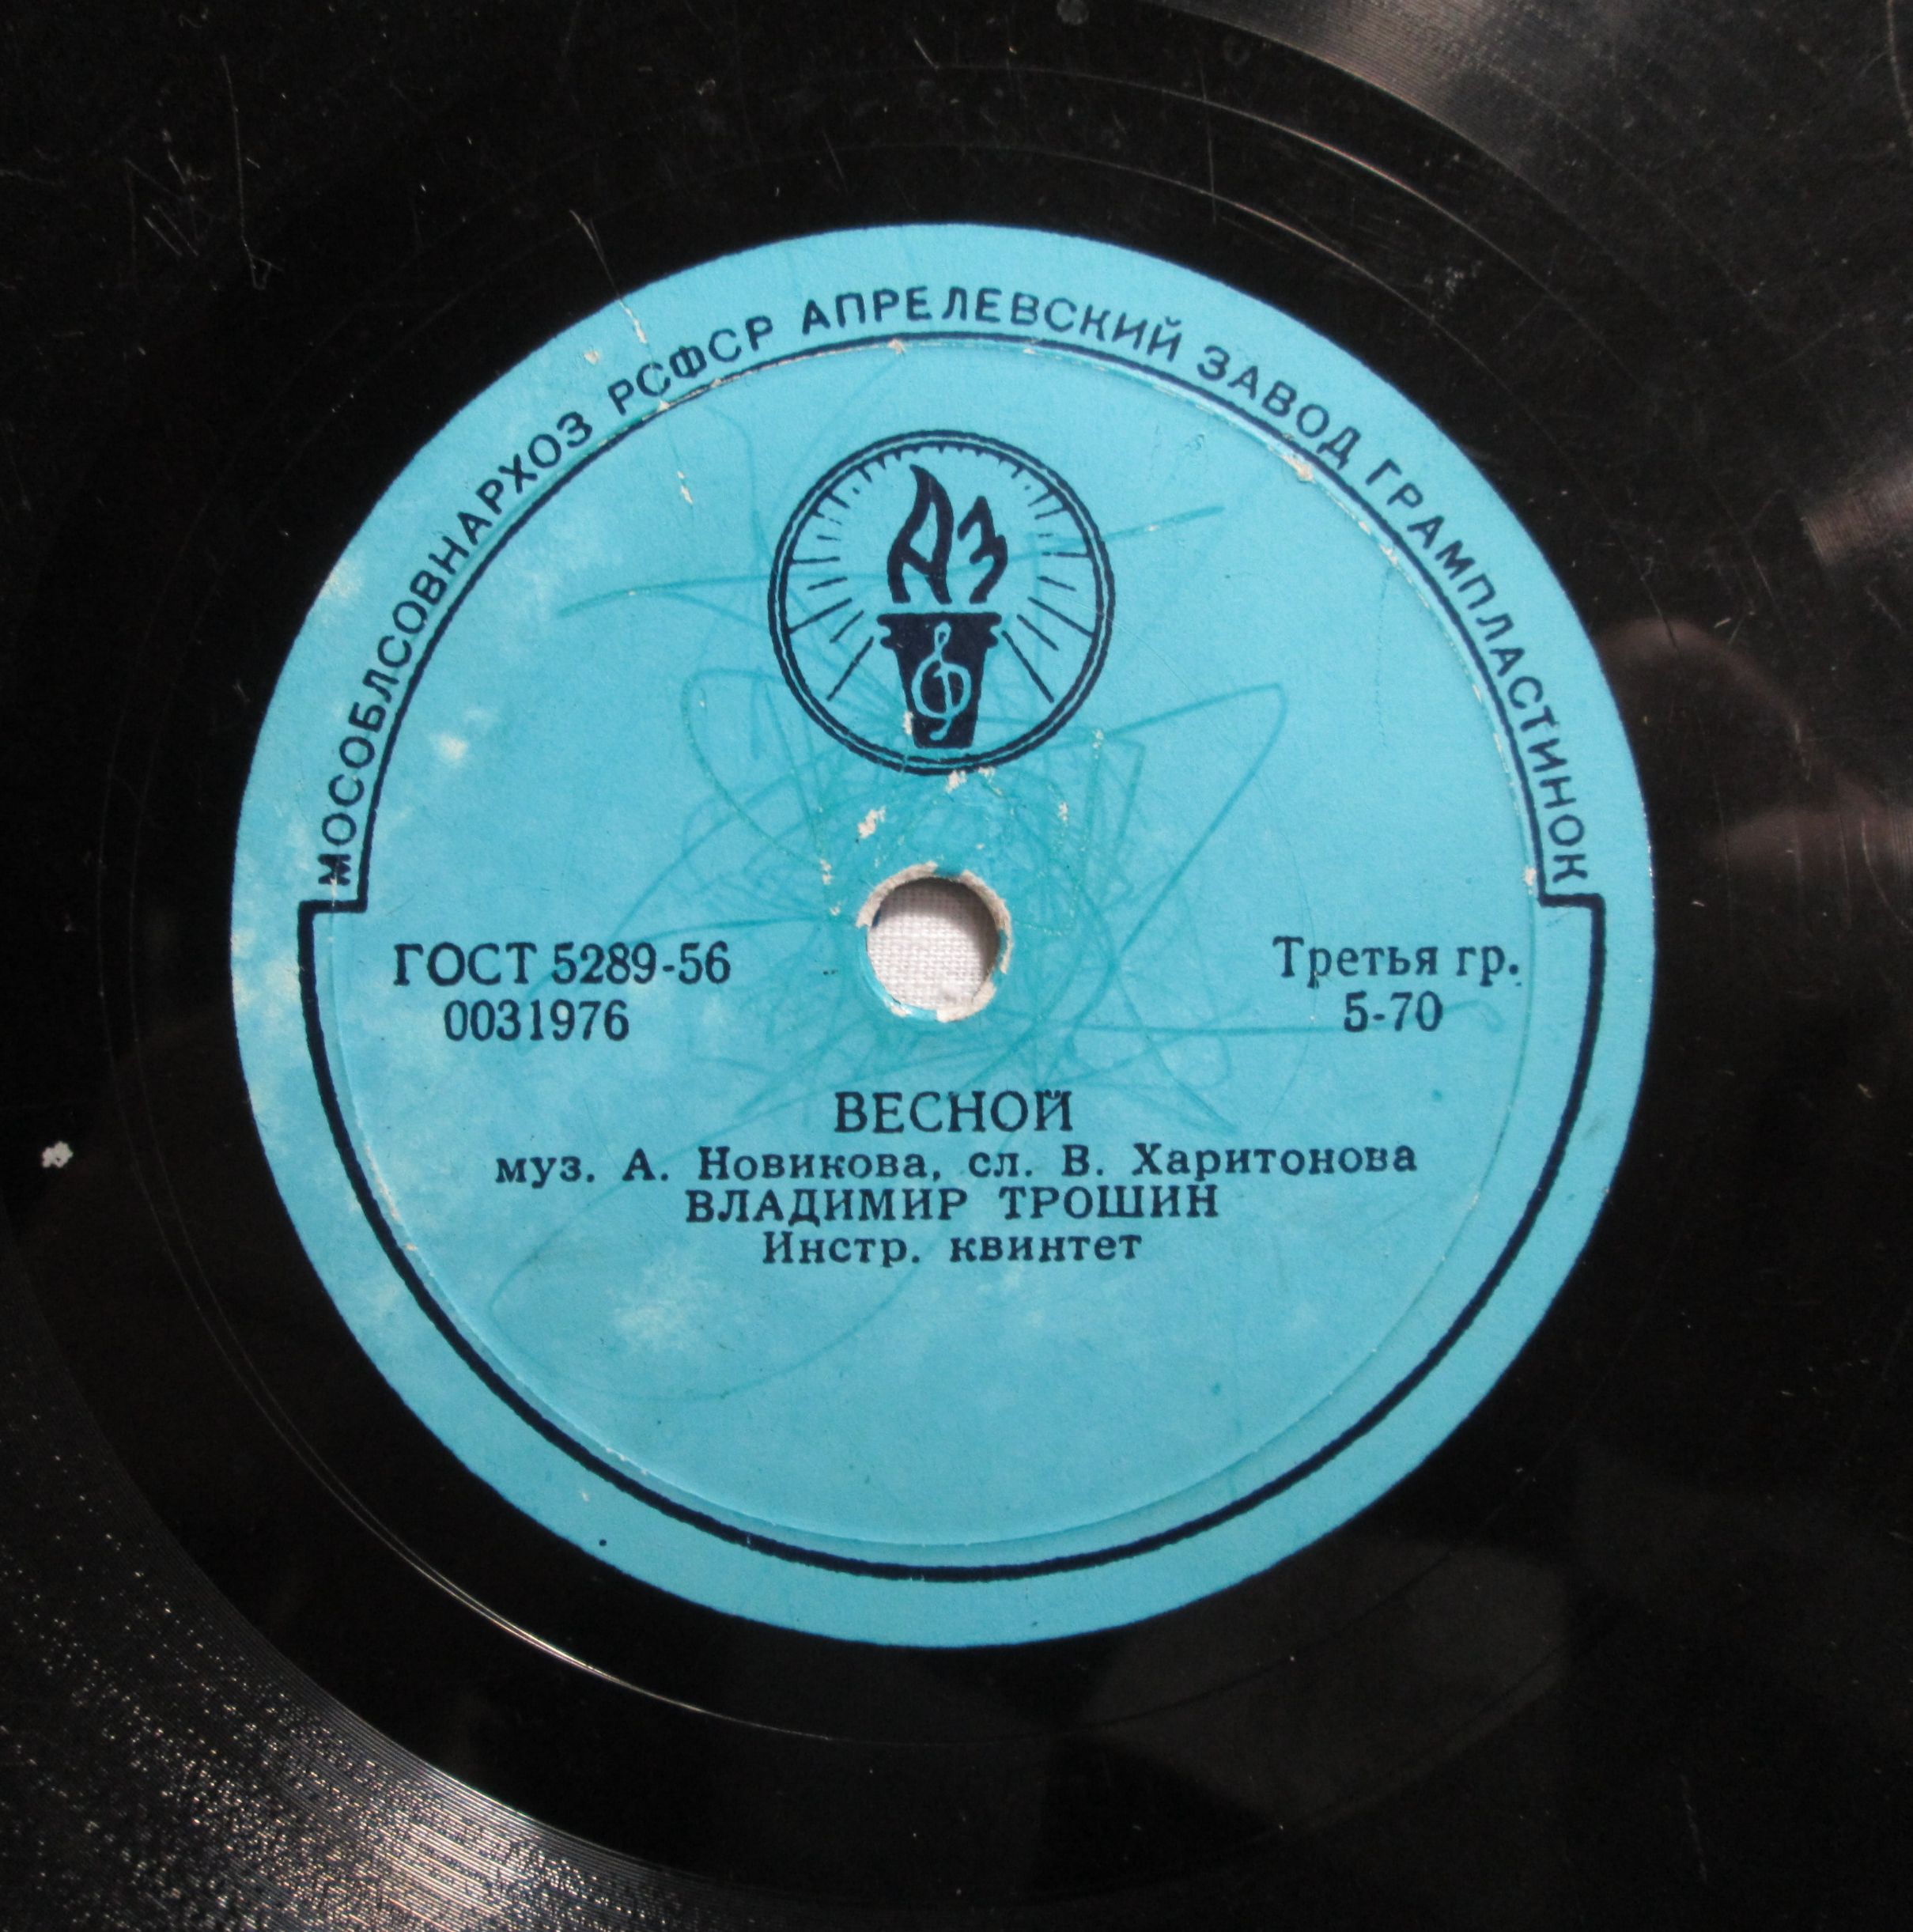 МОСОБЛСОВНАРХОЗ РСФСР АПРЕЛЕВСКИЙ ЗАВОД ГРАМПЛАСТИНОК
АЗ
ГОСТ 5289-56
0031976
Третья гр.
5-70
ВЕСНОЙ
муз. А. Новикова, сл. В. Харитонова
ВЛАДИМИР ТРОШИН
Инстр. квинтет